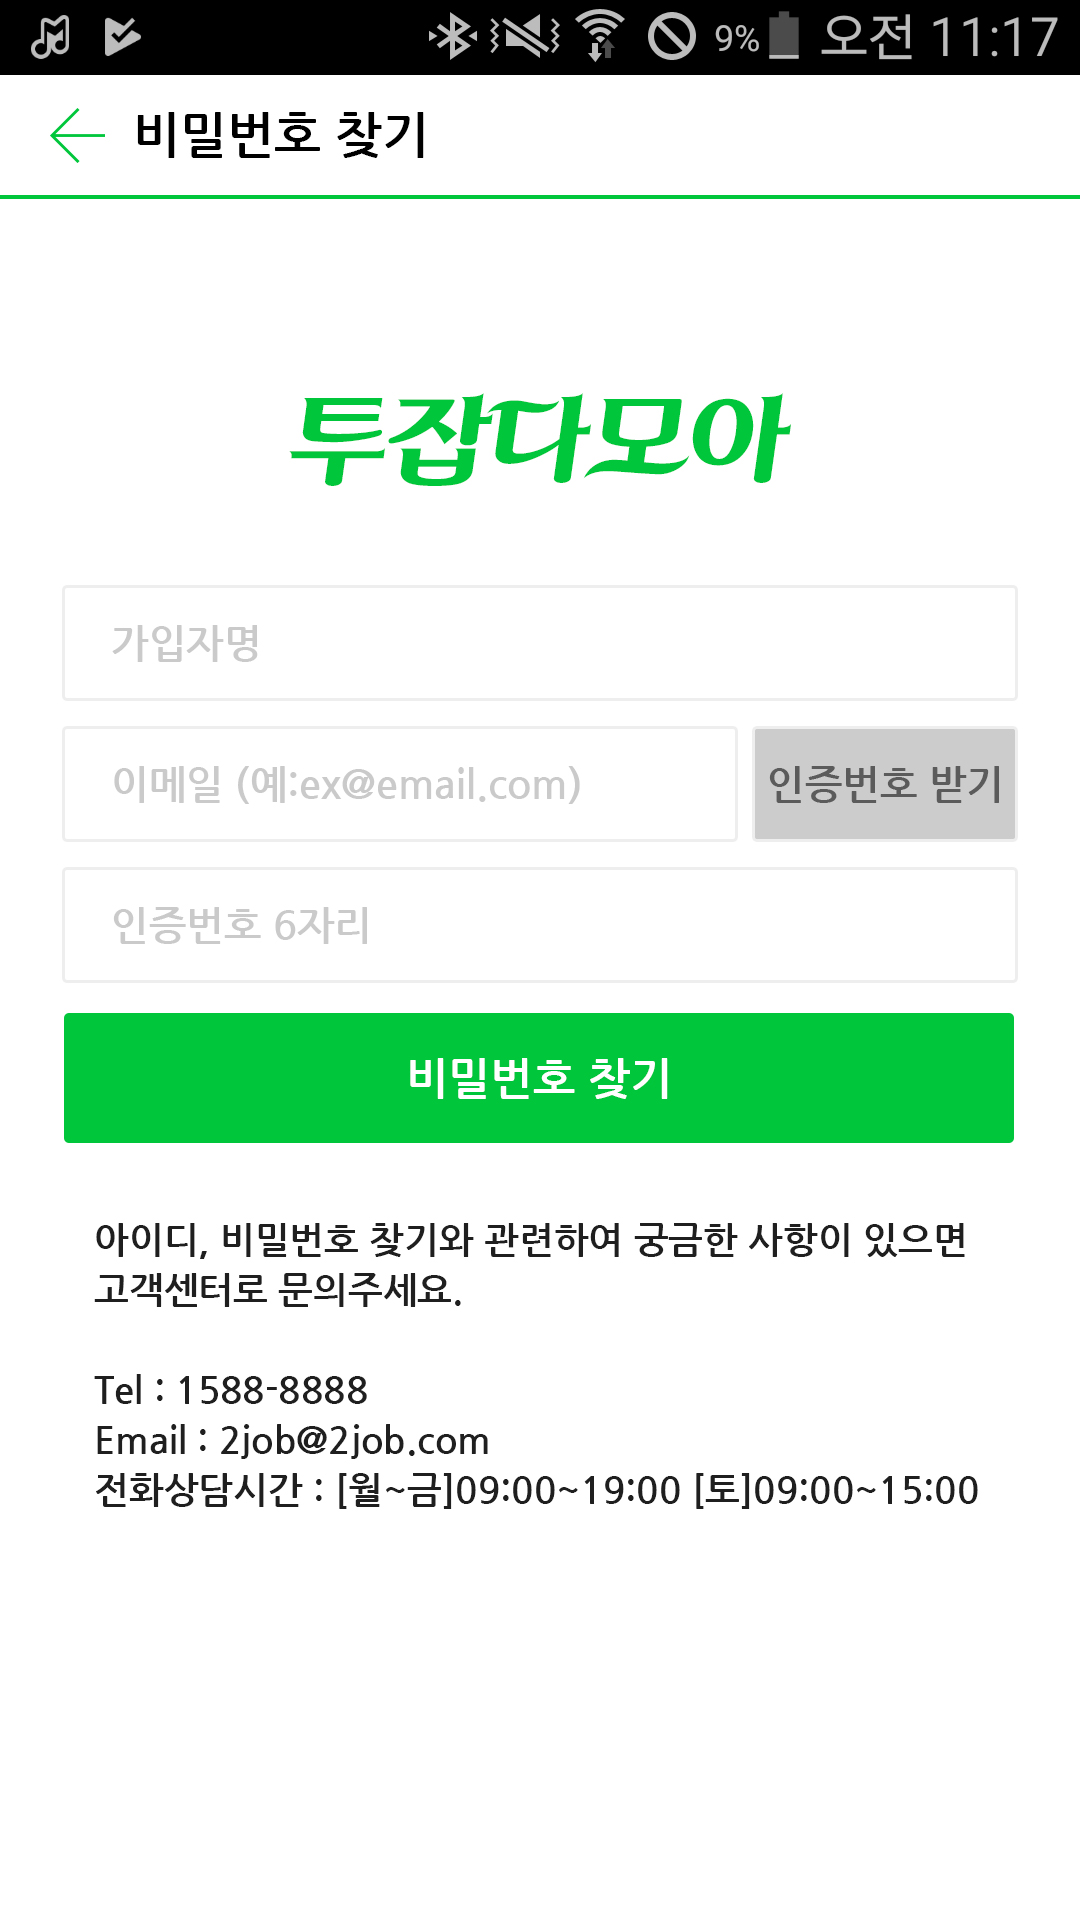 9% 오전 11:17
비밀번호 찾기
투잡다모아
가입자명
이메일 (예:ex@email.com)
인증번호 받기
인증번호 6자리
비밀번호 찾기
아이디, 비밀번호 찾기와 관련하여 궁금한 사항이 있으면
고객센터로 문의주세요.
Tel : 1588-8888
Email : 2job@2job.com
전화상담시간 : [월~금]09:00~19:00 [토]09:00~15:00